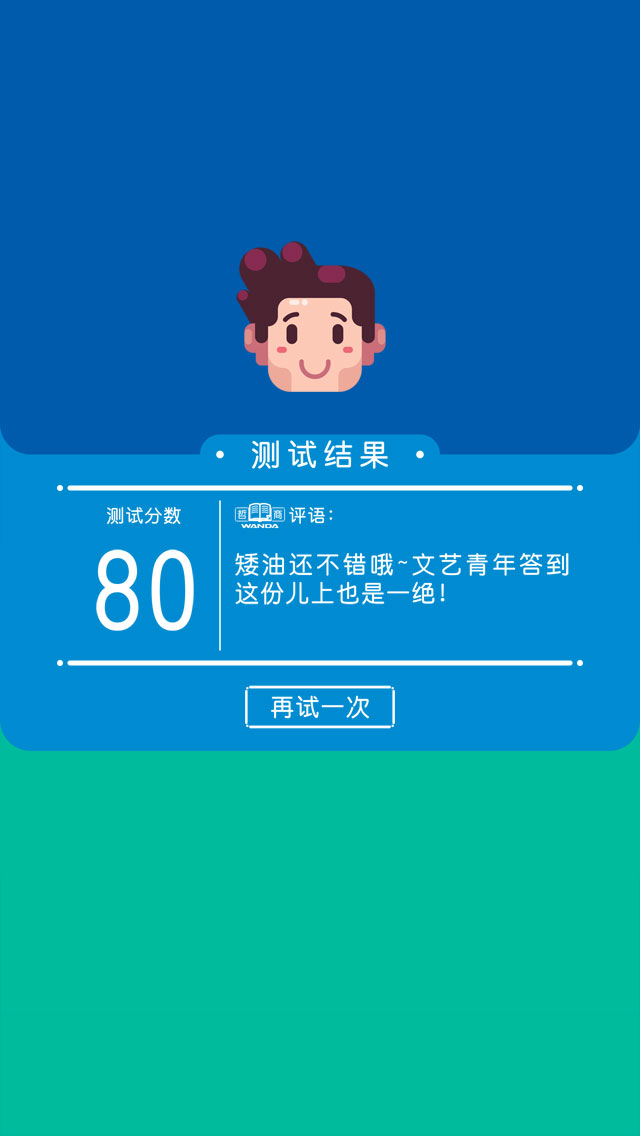 测试结果
测试分数
80
哲商 WANDA 评语：
矮油还不错哦~文艺青年答到
这份儿上也是一绝！
再试一次